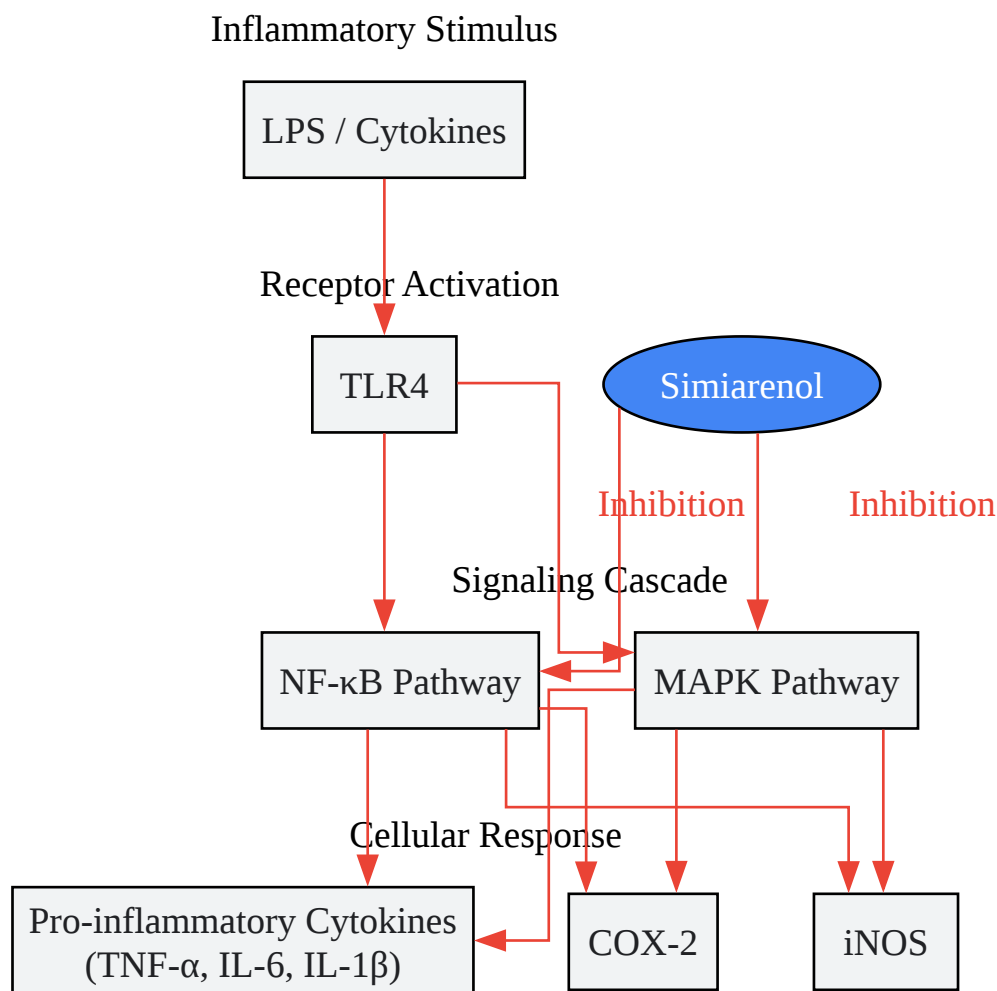 Inflammatory Stimulus
LPS / Cytokines
Receptor Activation
TLR4
Simiarenol
Inhibition
Inhibition
Signaling Cascade
NF-κB Pathway
MAPK Pathway
Cellular Response
Pro-inflammatory Cytokines
(TNF-α, IL-6, IL-1β)
COX-2
iNOS